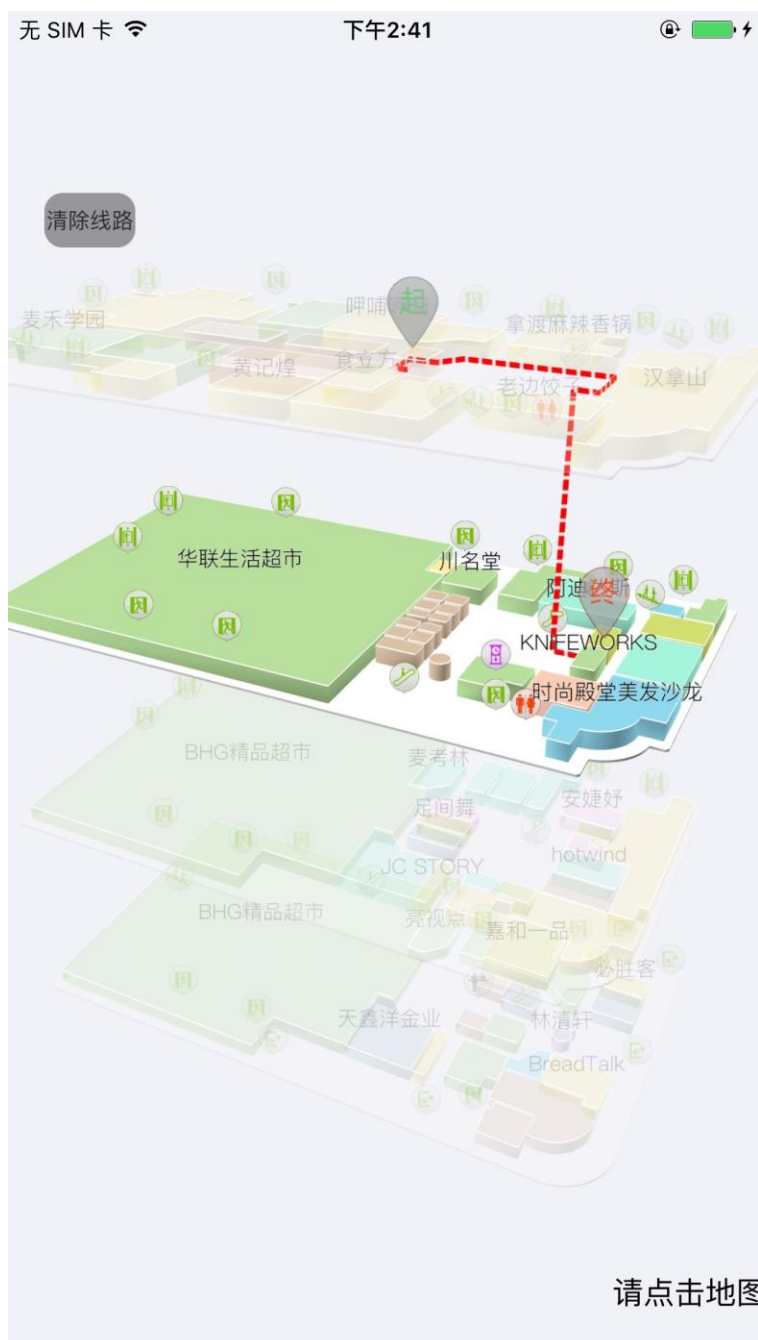 无 SIM 卡
下午2:41
清除线路
起
呷哺
麦禾学园
拿渡麻辣香锅
黄记煌
食立方
老边饺子
汉拿山
华联生活超市
川名堂
阿迪 斯
终
KNIFEWORKS
时尚殿堂美发沙龙
BHG精品超市
麦考林
安婕妤
足间舞
hotwind
JC STORY
BHG精品超市
亮视点
嘉和一品
必胜客
天鑫洋金业
林清轩
BreadTalk
请点击地图